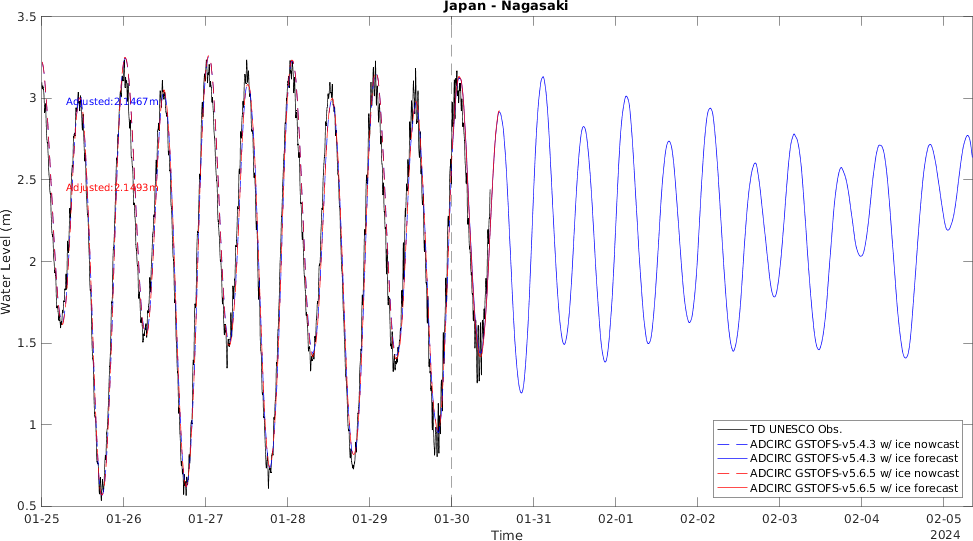 Japan - Nagasaki
3.5
3
2.5
2
1.5
1
0.5
Water Level (m)
Adjusted:2.1467m
Adjusted:2.1493m
TD UNESCO Obs.
ADCIRC GSTOFS-v5.4.3 w/ ice nowcast
ADCIRC GSTOFS-v5.4.3 w/ ice forecast
ADCIRC GSTOFS-v5.6.5 w/ ice nowcast
ADCIRC GSTOFS-v5.6.5 w/ ice forecast
01-25 01-26 01-27 01-28 01-29 01-30 01-31 02-01 02-02 02-03 02-04 02-05
Time
2024